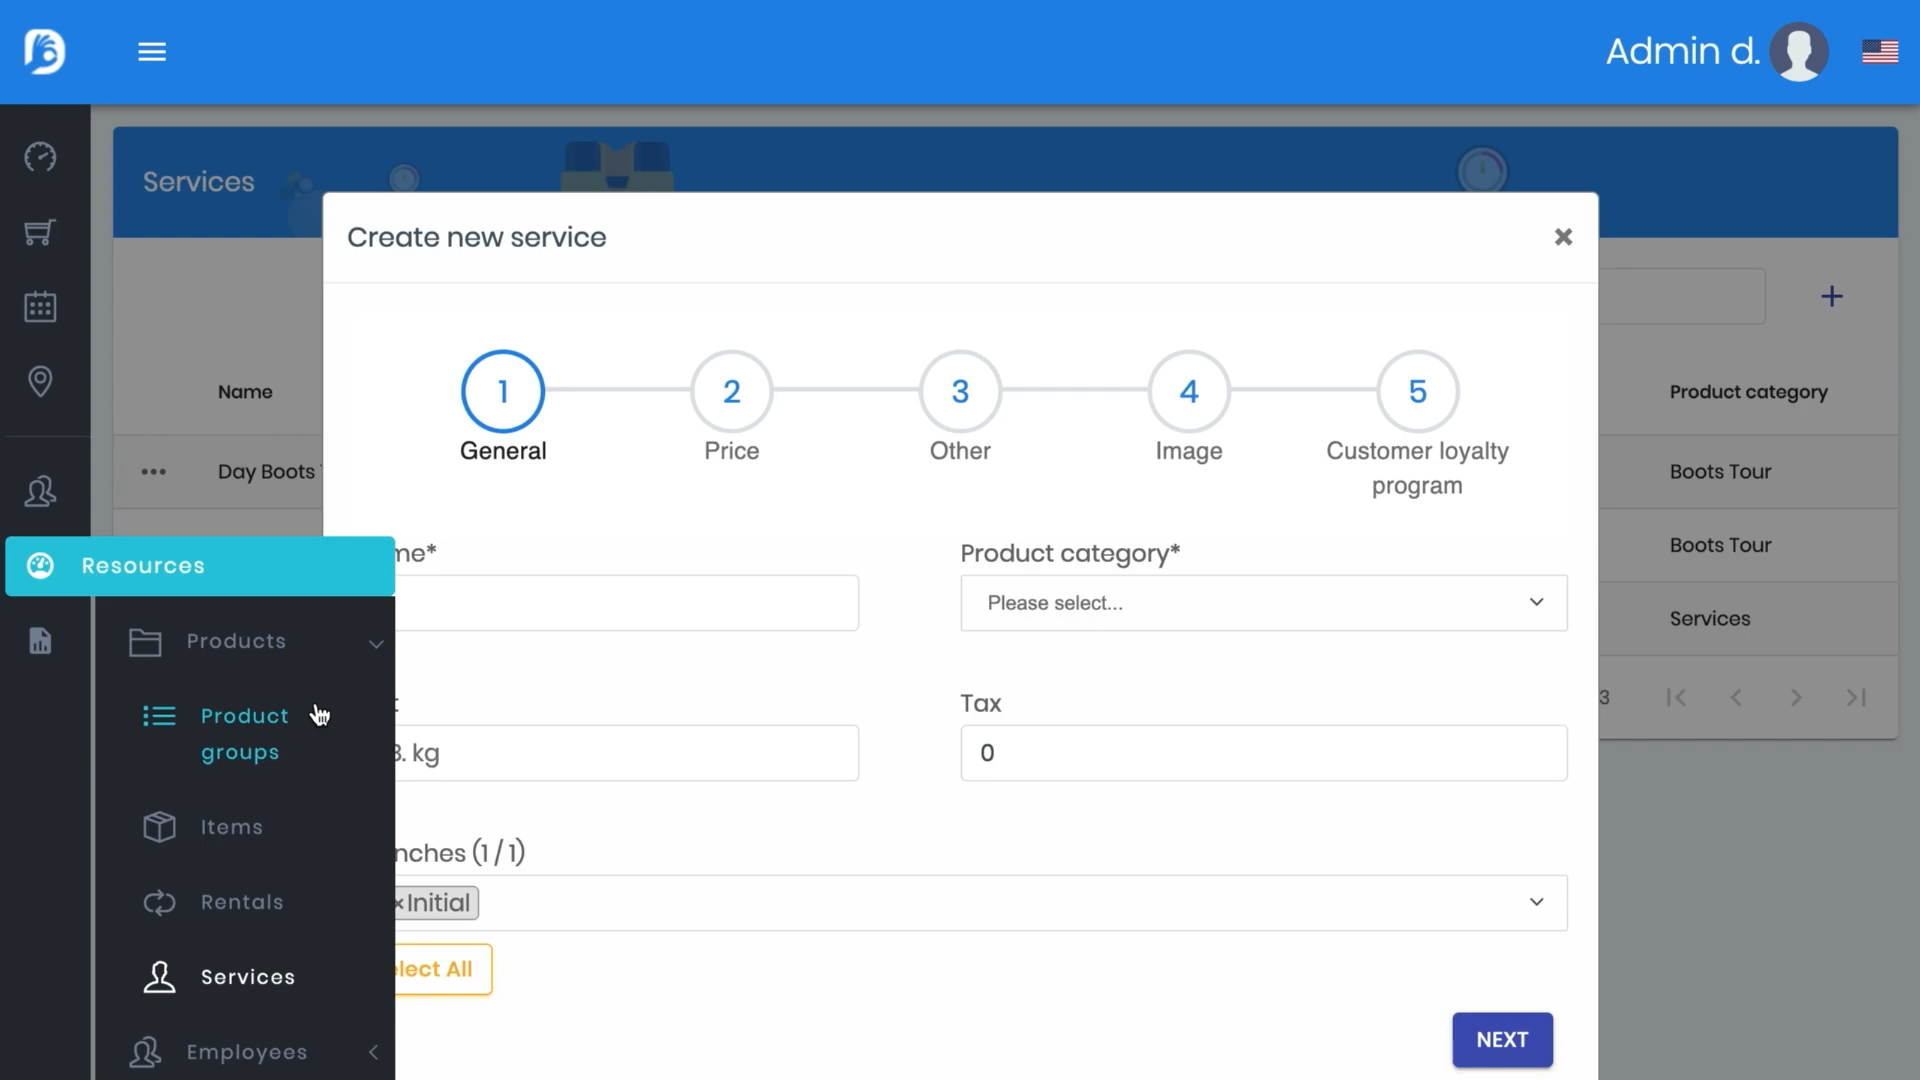 Admin d.
Services
Create new service
1
2
3
4
5
General
Price
Other
Image
Customer loyalty
program
Name
Product category
Day Boots
Boots Tour
Boots Tour
Services
3
me*
Product category*
Please select...
Tax
. kg
0
nches (1 / 1)
×Initial
lect All
NEXT
Resources
Products
Product
groups
Items
Rentals
Services
Employees